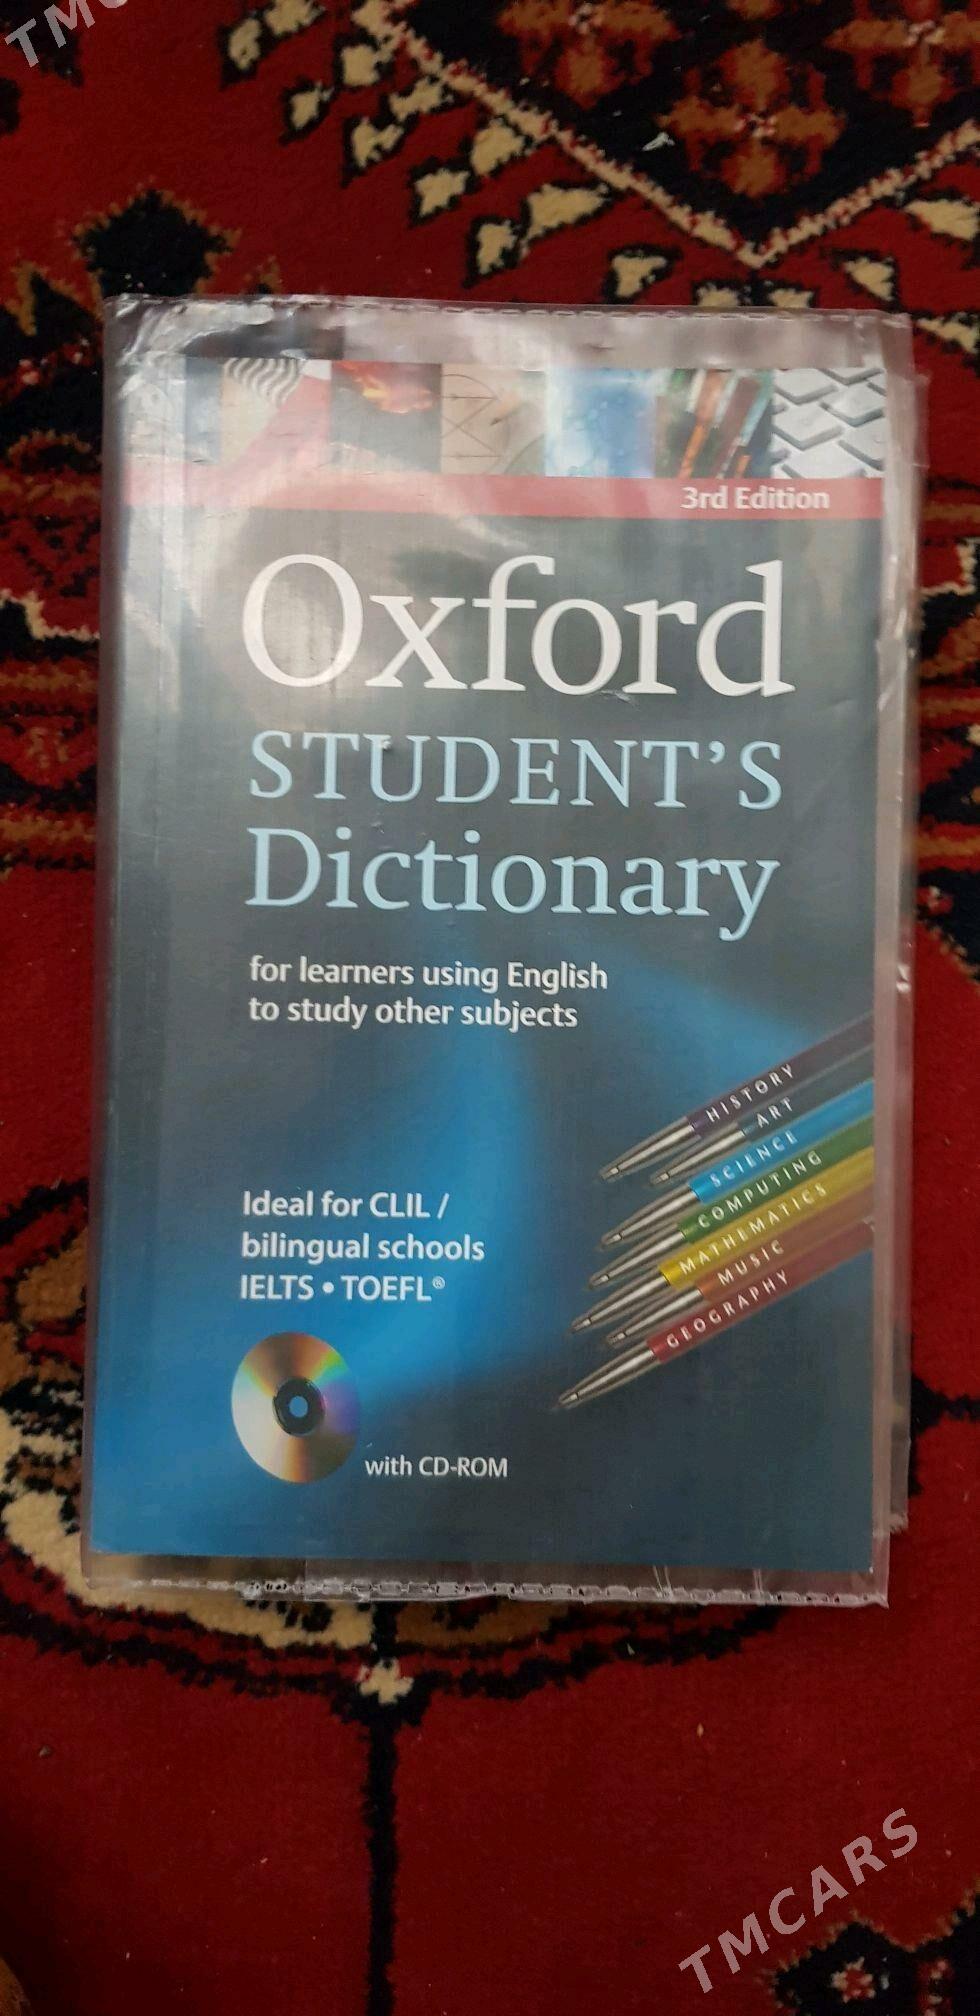 TMC
3rd Edition
Oxford
STUDENT'S
Dictionary
for learners using English
to study other subjects
HISTORY
ART
SCIENCE
COMPUTING
MATHEMATICS
MUSIC
GEOGRAPHY
Ideal for CLIL /
bilingual schools
IELTS • TOEFL®
with CD-ROM
TMCARS